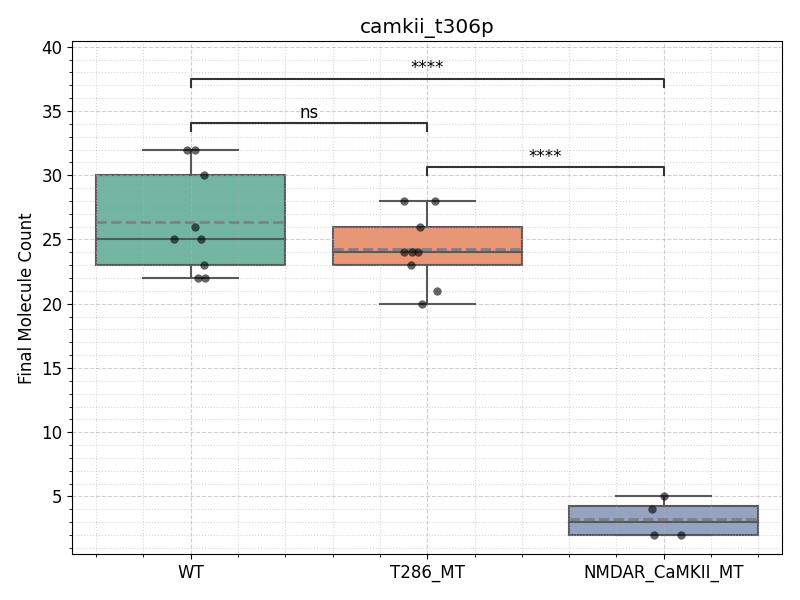 camkii_t306p
40
35
30
25
20
15
10
5
Final Molecule Count
****
ns
****
WT
T286_MT
NMDAR_CaMKII_MT